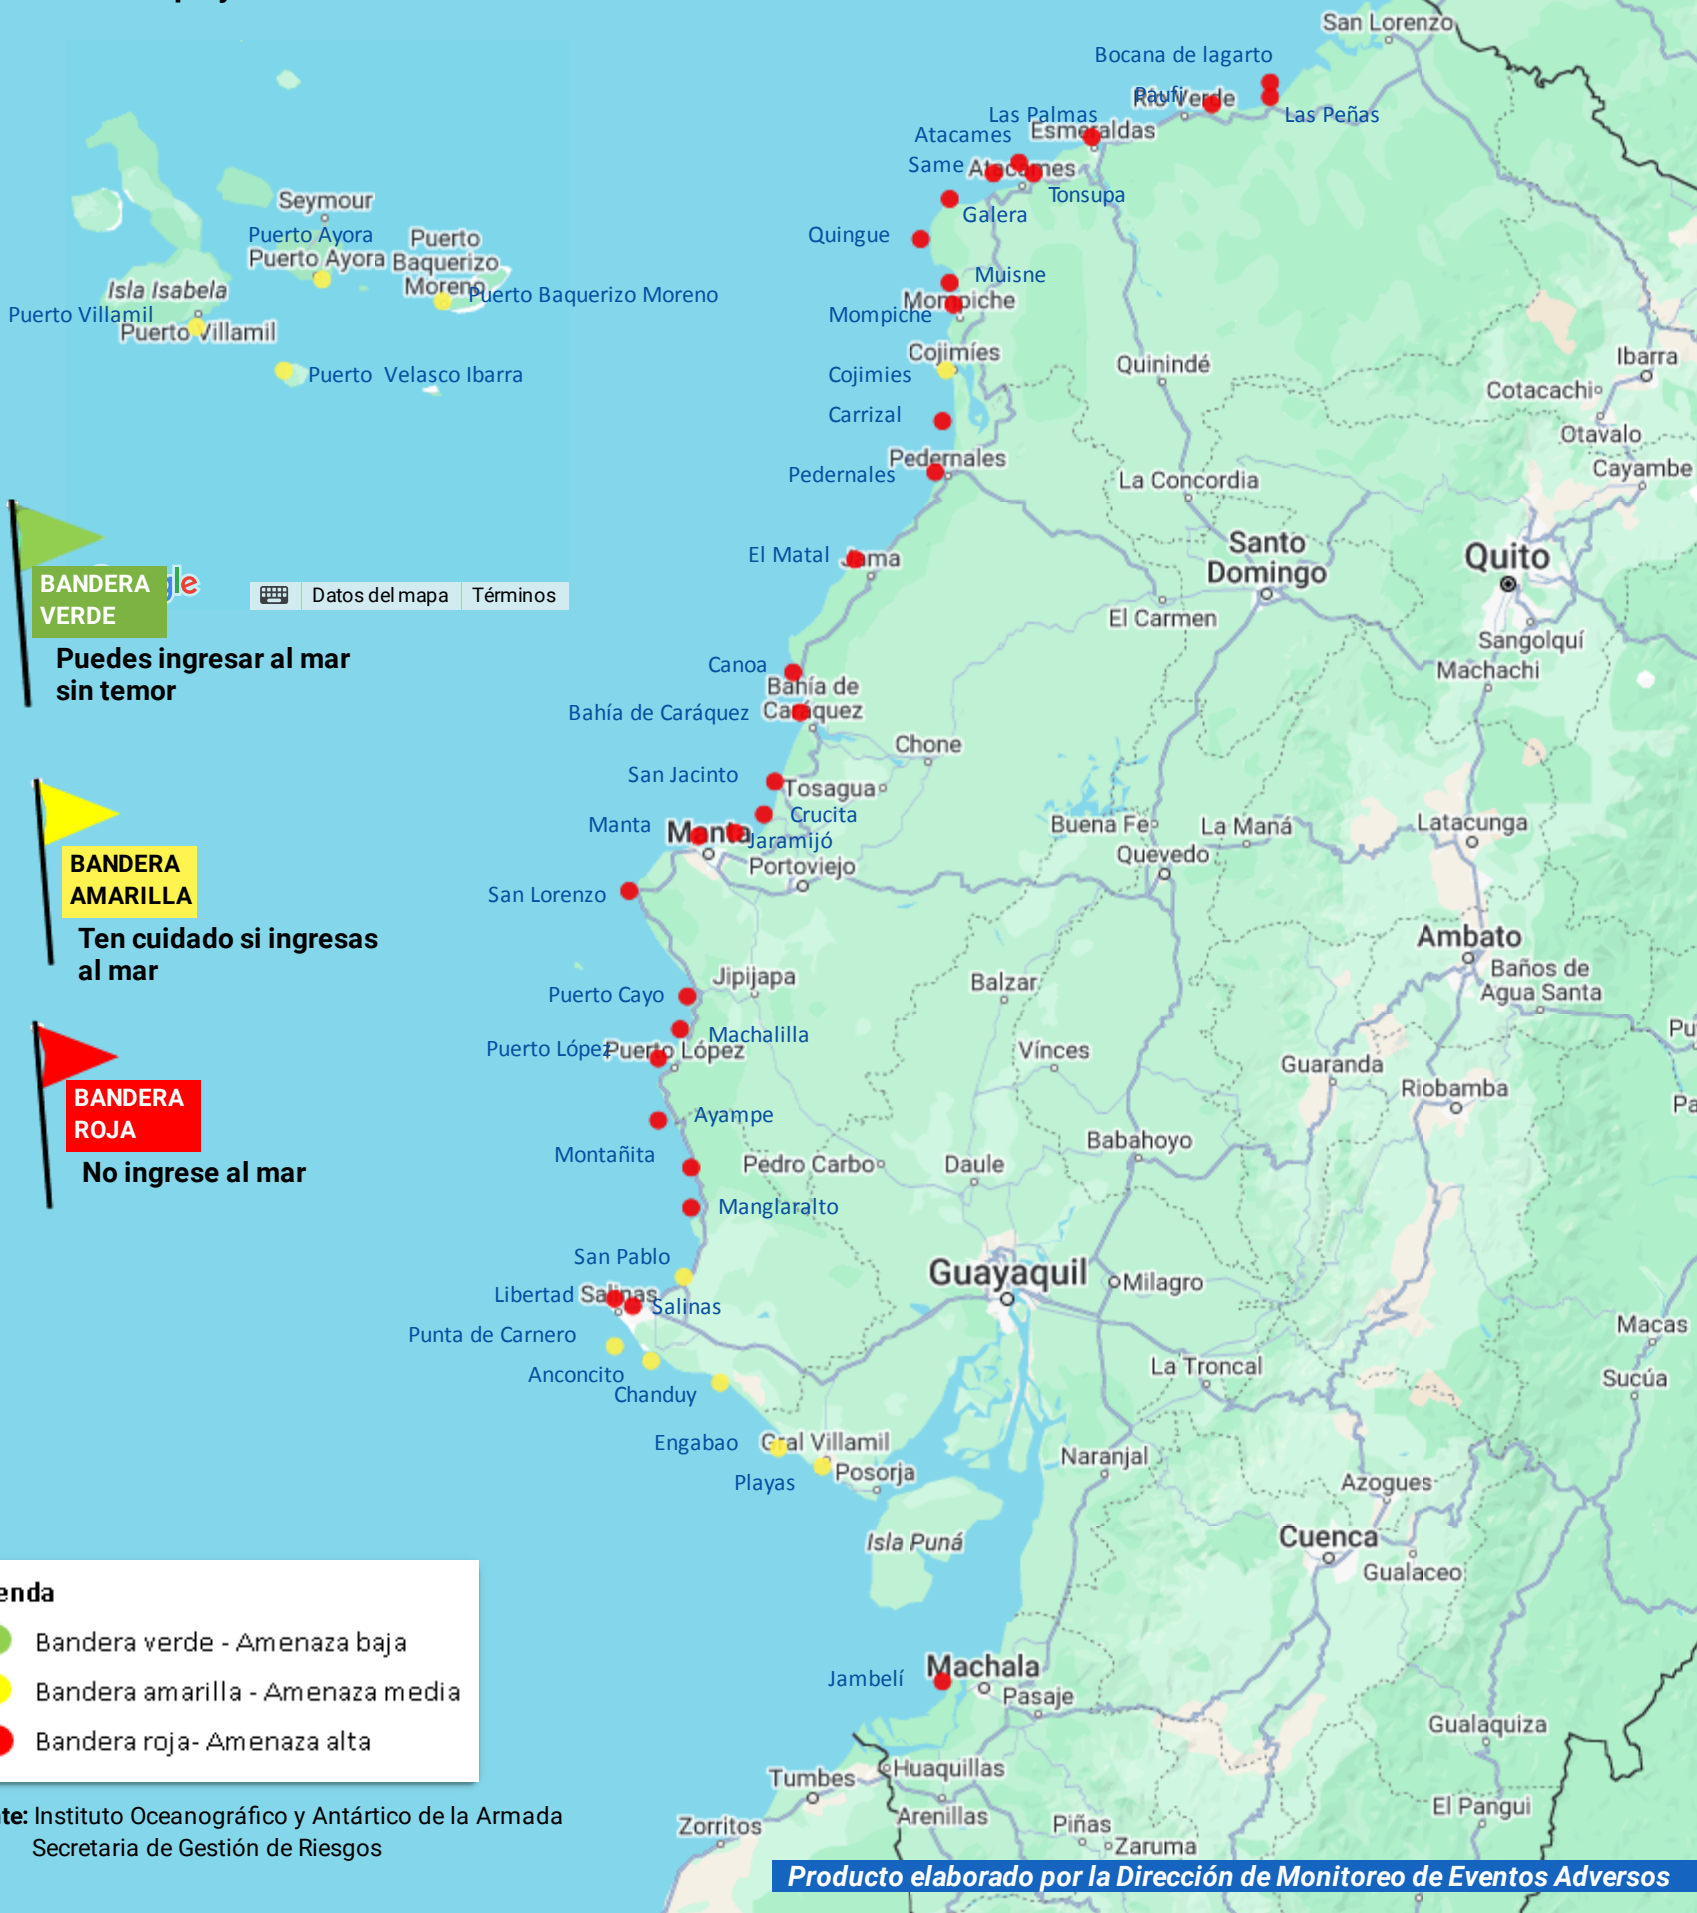 San Lorenzo
Bocana de lagarto
Río Verde
Las Peñas
Las Palmas
Atacames
Esmeraldas
Same
Atacames
Tonsupa
Galera
Quingue
Muisne
Mompiche
Mompiche
Cojimíes
Cojimies
Carrizal
Pedernales
Pedernales
El Matal
Jama
Canoa
Bahía de
Caráquez
Bahía de Caráquez
San Jacinto
Tosagua
Chone
Crucita
Manta
Manta
Jaramijó
Portoviejo
San Lorenzo
Jipijapa
Puerto Cayo
Machalilla
Puerto López
Puerto López
Ayampe
Montañita
Manglaralto
San Pablo
Libertad
Salinas
Salinas
Punta de Carnero
Anconcito
Chanduy
Engabao
Gral Villamil
Playas
Posorja
Isla Puná
Jambelí
Machala
Pasaje
Huaquillas
Tumbes
Arenillas
Zorritos
Piñas
Zaruma
Quinindé
La Concordia
Santo
Domingo
El Carmen
Ibarra
Cotacachi
Otavalo
Cayambe
Quito
Sangolquí
Machachi
Buena Fe
La Maná
Latacunga
Quevedo
Ambato
Baños de
Agua Santa
Balzar
Vínces
Guaranda
Riobamba
Pedro Carbo
Daule
Babahoyo
Guayaquil
Milagro
La Troncal
Macas
Sucúa
Naranjal
Azogues
Cuenca
Gualaceo
Gualaquiza
El Pangui
Seymour
Puerto Ayora
Puerto Ayora
Puerto
Baquerizo
Moreno
Puerto Baquerizo Moreno
Isla Isabela
Puerto Villamil
Puerto Villamil
Puerto Velasco Ibarra
Datos del mapa
Términos
BANDERA
VERDE
Puedes ingresar al mar
sin temor
BANDERA
AMARILLA
Ten cuidado si ingresas
al mar
BANDERA
ROJA
No ingrese al mar
Bandera verde - Amenaza baja
Bandera amarilla - Amenaza media
Bandera roja- Amenaza alta
Instituto Oceanográfico y Antártico de la Armada
Secretaria de Gestión de Riesgos
Producto elaborado por la Dirección de Monitoreo de Eventos Adversos